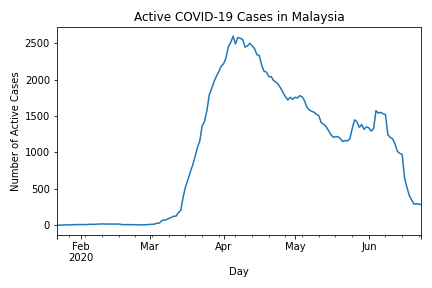 Active COVID-19 Cases in Malaysia
Number of Active Cases
2500
2000
1500
1000
500
0
Feb Mar Apr May Jun
2020
Day